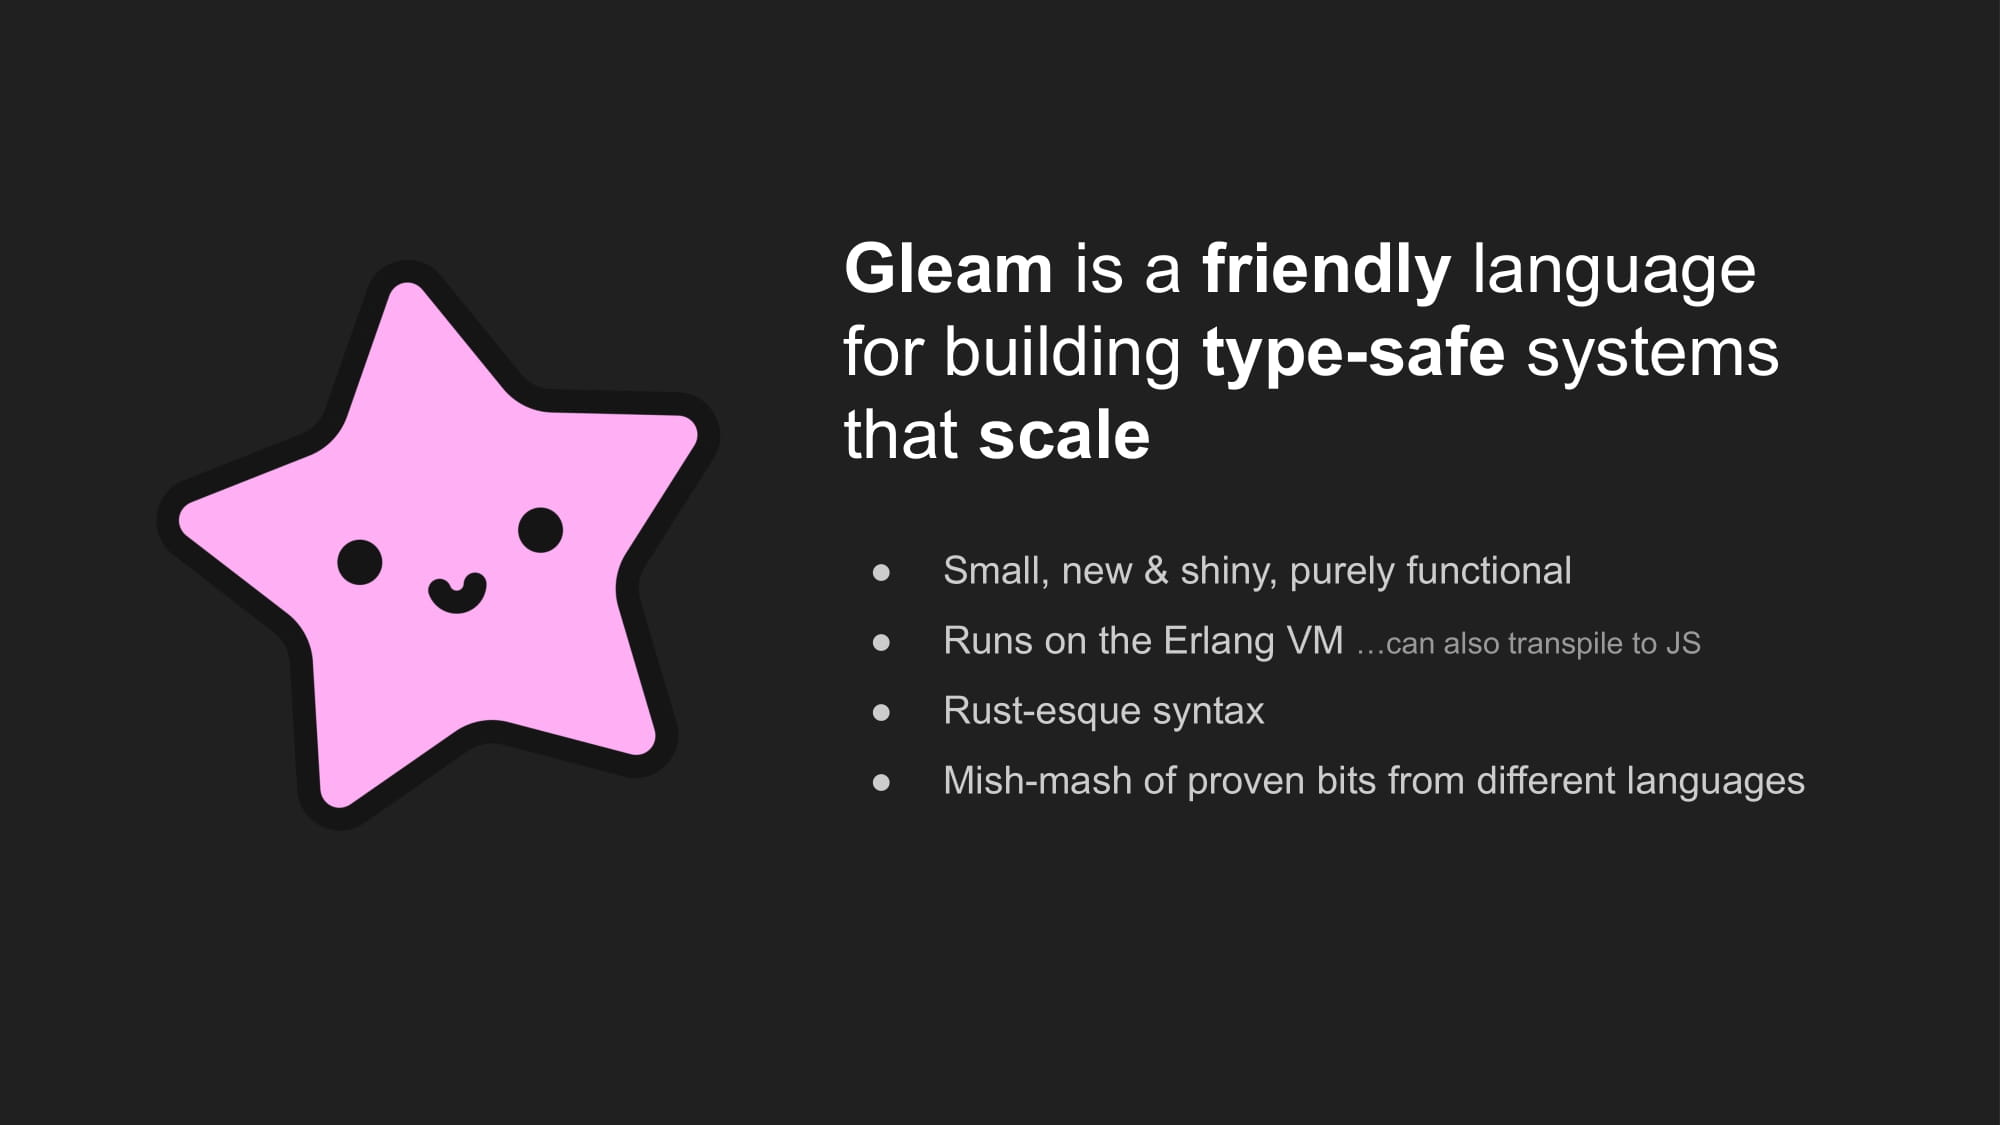 Gleam is a friendly language
for building type-safe systems
that scale
● Small, new & shiny, purely functional
● Runs on the Erlang VM …can also transpile to JS
● Rust-esque syntax
● Mish-mash of proven bits from different languages